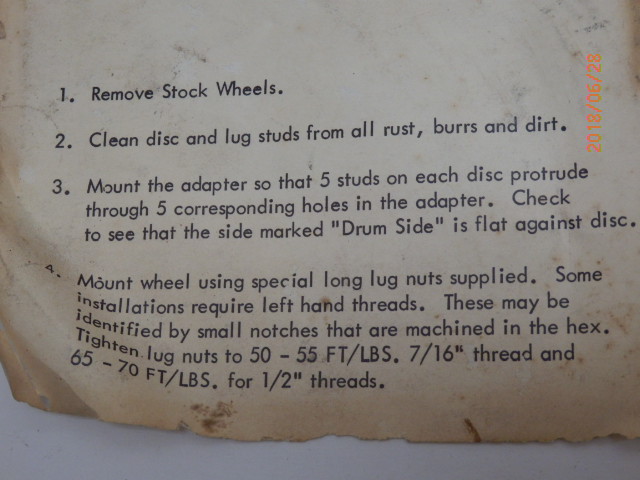 1. Remove Stock Wheels.
2. Clean disc and lug studs from all rust, burrs and dirt.
3. Mount the adapter so that 5 studs on each disc protrude
through 5 corresponding holes in the adapter. Check
to see that the side marked "Drum Side" is flat against disc.
4. Mount wheel using special long lug nuts supplied. Some
installations require left hand threads. These may be
identified by small notches that are machined in the hex.
Tighten lug nuts to 50 - 55 FT/LBS. 7/16" thread and
65 - 70 FT/LBS. for 1/2" threads.
2018/06/28